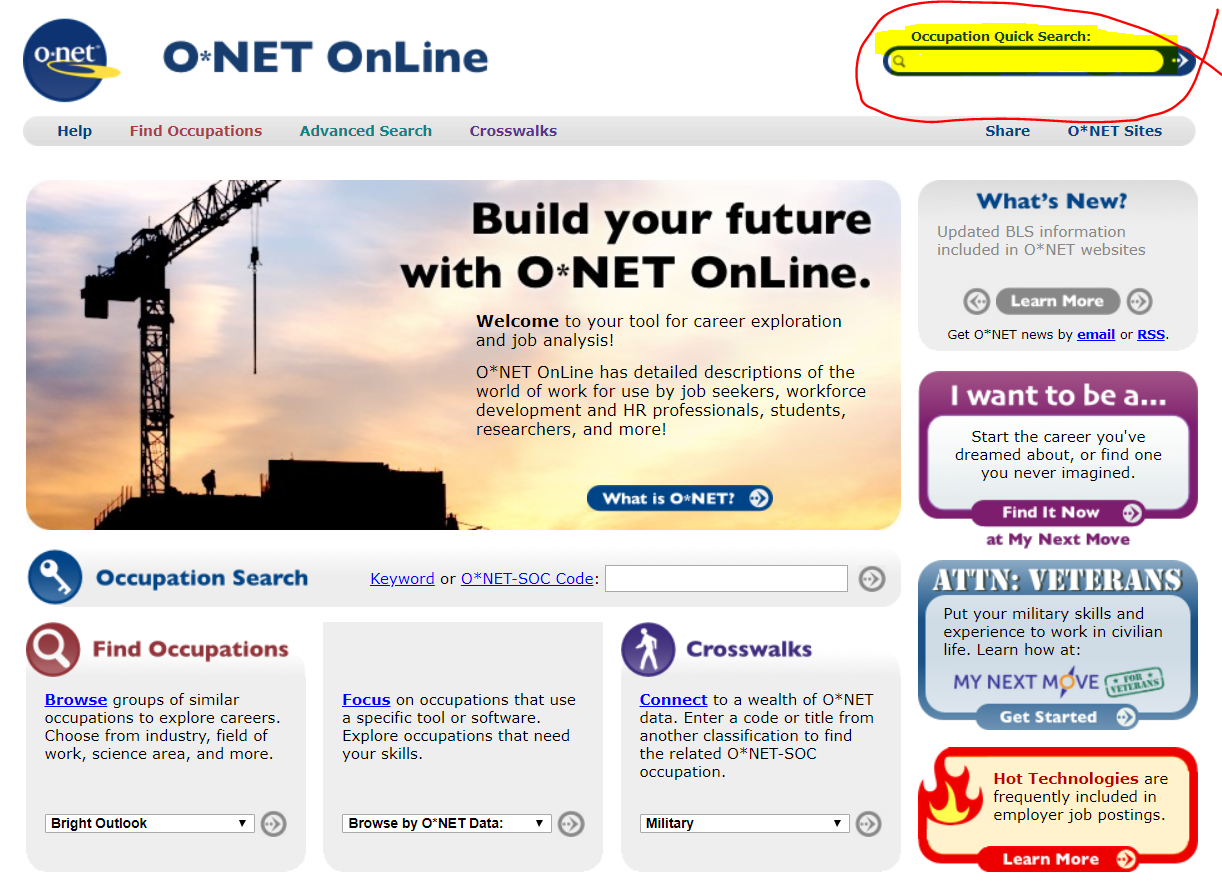 o·net
O*NET OnLine
Occupation Quick Search:
Help Find Occupations Advanced Search Crosswalks Share O*NET Sites
Build your future
with O*NET OnLine.
Welcome to your tool for career exploration
and job analysis!
O*NET OnLine has detailed descriptions of the
world of work for use by job seekers, workforce
development and HR professionals, students,
researchers, and more!
What is O*NET?
What's New?
Updated BLS information
included in O*NET websites
Learn More
Get O*NET news by email or RSS.
I want to be a...
Start the career you've
dreamed about, or find one
you never imagined.
Find It Now
at My Next Move
Occupation Search Keyword or O*NET-SOC Code:
ATTN: VETERANS
Put your military skills and
experience to work in civilian
life. Learn how at:
MY NEXT MOVE FOR VETERANS
Get Started
Find Occupations
Browse groups of similar
occupations to explore careers.
Choose from industry, field of
work, science area, and more.
Bright Outlook
Focus on occupations that use
a specific tool or software.
Explore occupations that need
your skills.
Browse by O*NET Data:
Crosswalks
Connect to a wealth of O*NET
data. Enter a code or title from
another classification to find
the related O*NET-SOC
occupation.
Military
Hot Technologies are
frequently included in
employer job postings.
Learn More